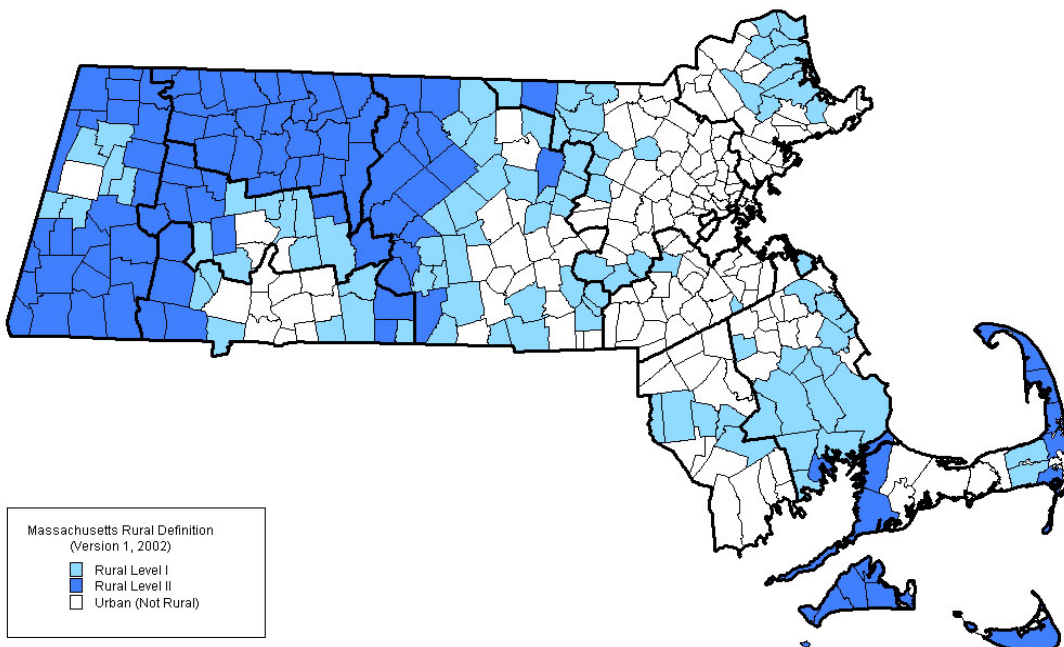 Massachusetts Rural Definition
(Version 1, 2002)
Rural Level I
Rural Level II
Urban (Not Rural)